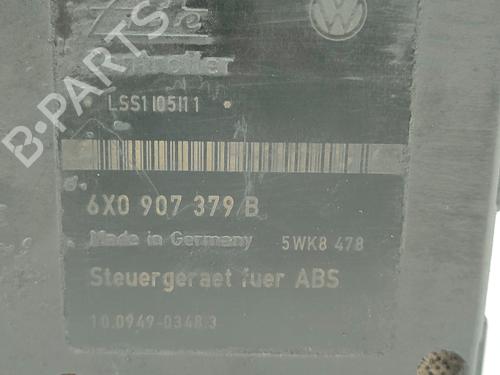 B-PARTS
* LSS1105111 *
6X0 907 379 B
Made in Germany 5WK8 478
Steuergeraet fuer ABS
10.0949-0348.3